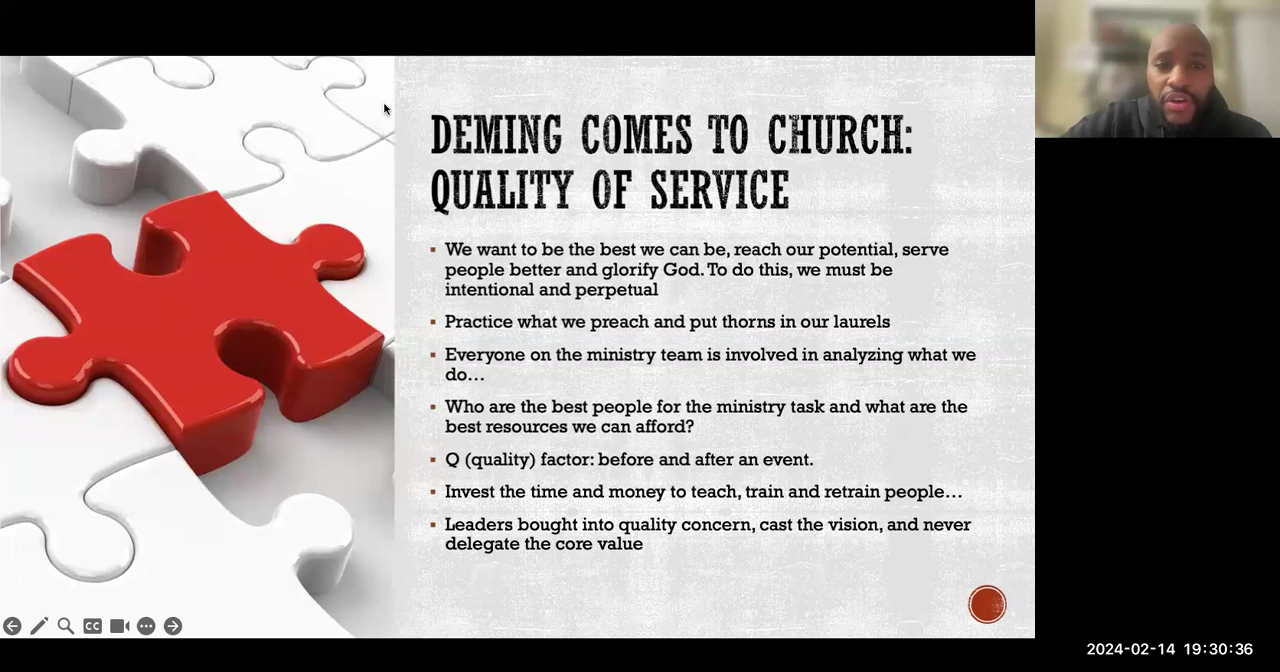 DEMING COMES TO CHURCH:
QUALITY OF SERVICE
We want to be the best we can be, reach our potential, serve
people better and glorify God. To do this, we must be
intentional and perpetual
Practice what we preach and put thorns in our laurels
Everyone on the ministry team is involved in analyzing what we
do…
Who are the best people for the ministry task and what are the
best resources we can afford?
Q (quality) factor: before and after an event.
Invest the time and money to teach, train and retrain people…
Leaders bought into quality concern, cast the vision, and never
delegate the core value
CC
2024-02-14 19:30:36